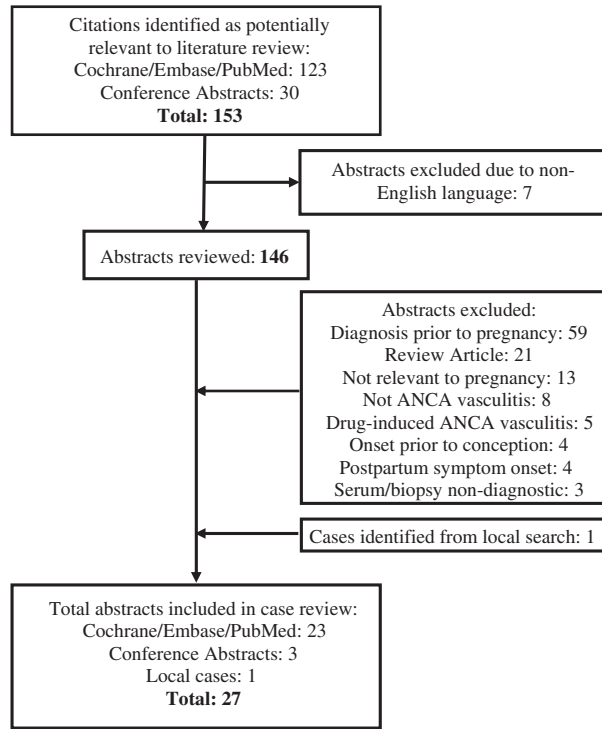 Citations identified as potentially
relevant to literature review:
Cochrane/Embase/PubMed: 123
Conference Abstracts: 30
Total: 153
Abstracts excluded due to non-
English language: 7
Abstracts reviewed: 146
Abstracts excluded:
Diagnosis prior to pregnancy: 59
Review Article: 21
Not relevant to pregnancy: 13
Not ANCA vasculitis: 8
Drug-induced ANCA vasculitis: 5
Onset prior to conception: 4
Postpartum symptom onset: 4
Serum/biopsy non-diagnostic: 3
Cases identified from local search: 1
Total abstracts included in case review:
Cochrane/Embase/PubMed: 23
Conference Abstracts: 3
Local cases: 1
Total: 27